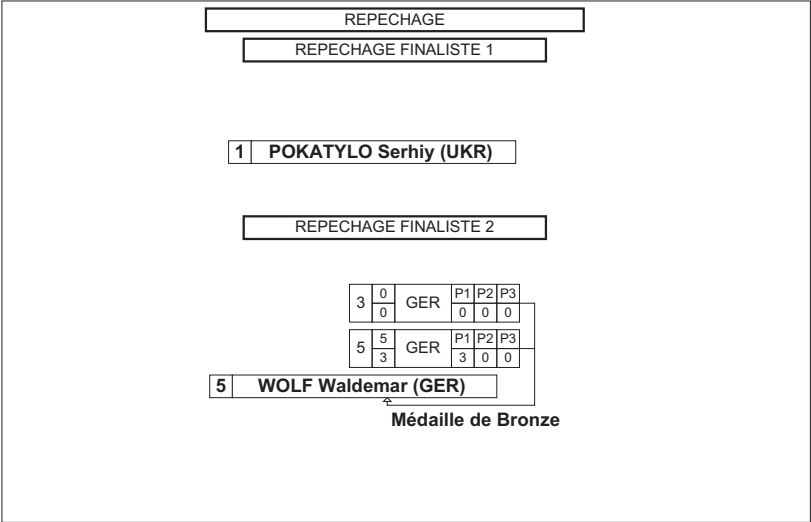 REPECHAGE
REPECHAGE FINALISTE 1
1 POKATYLO Serhiy (UKR)
REPECHAGE FINALISTE 2
3 0 GER P1 P2 P3
0 0 0 0
5 5 GER P1 P2 P3
3 3 0 0
5 WOLF Waldemar (GER)
Médaille de Bronze